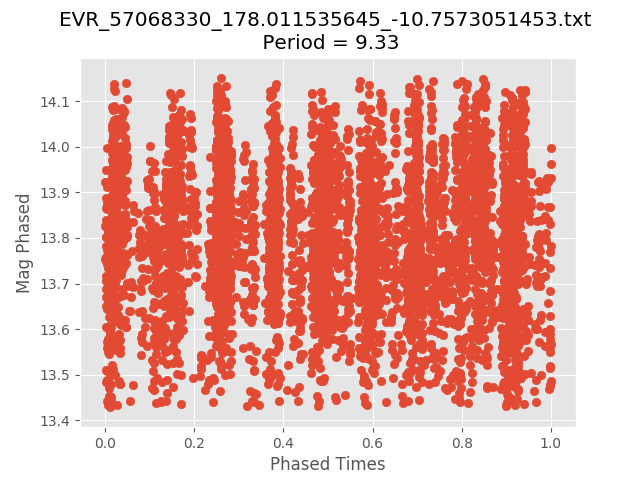 EVR_57068330_178.011535645_-10.7573051453.txt
Period = 9.33
Mag Phased
14.1
14.0
13.9
13.8
13.7
13.6
13.5
13.4
0.0 0.2 0.4 0.6 0.8 1.0
Phased Times